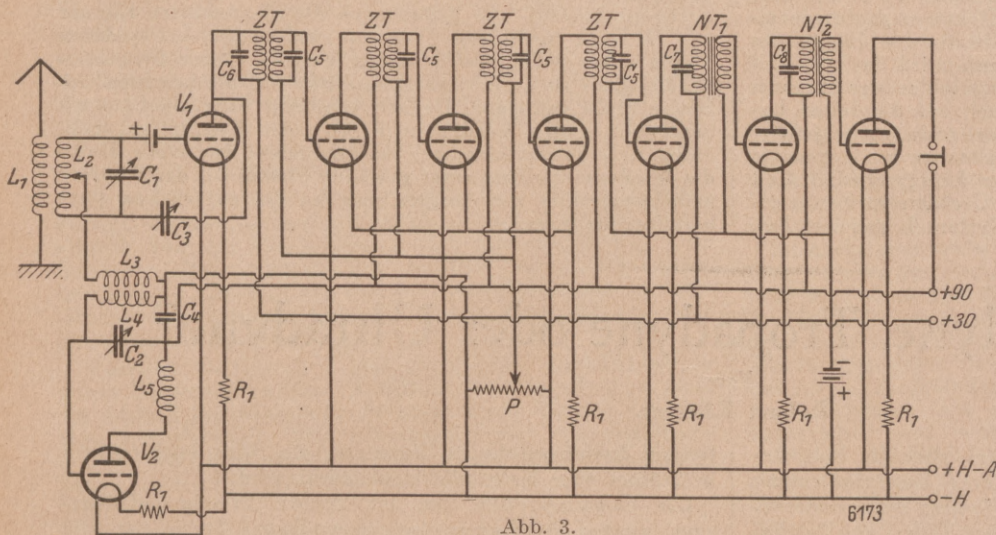 ZT ZT ZT ZT NT₁ NT₂
C₆ C₅ C₅ C₅ C₅ C₇ C₈
V₁
+ −
L₁ L₂ C₁
C₃
L₃
L₄ C₄
C₂
L₅
+90
+30
R₁ P R₁ R₁ R₁ − + R₁
V₂
R₁
+H-A
-H
6173
Abb. 3.